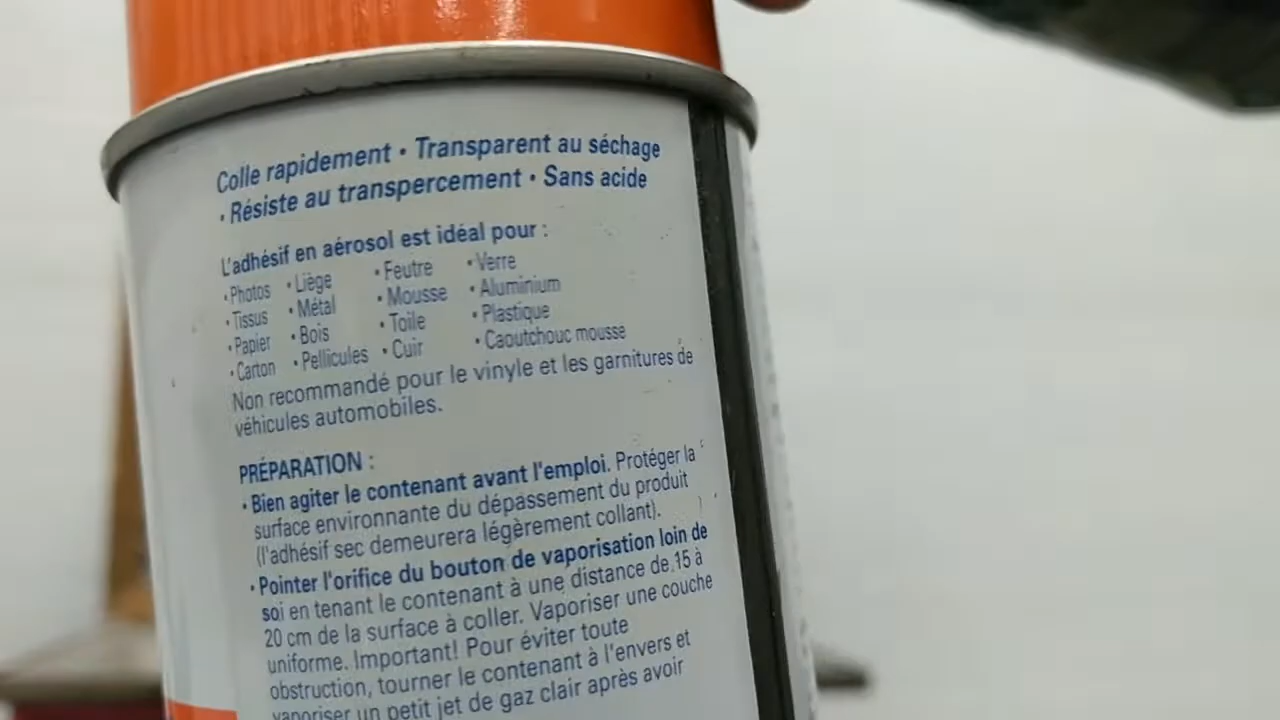 Colle rapidement • Transparent au séchage
• Résiste au transpercement • Sans acide
L'adhésif en aérosol est idéal pour :
• Photos • Liège • Feutre • Verre
• Tissus • Métal • Mousse • Aluminium
• Papier • Bois • Toile • Plastique
• Carton • Pellicules • Cuir • Caoutchouc mousse
Non recommandé pour le vinyle et les garnitures de
véhicules automobiles.
PRÉPARATION :
• Bien agiter le contenant avant l'emploi. Protéger la
surface environnante du dépassement du produit
(l'adhésif sec demeurera légèrement collant).
• Pointer l'orifice du bouton de vaporisation loin de
soi en tenant le contenant à une distance de 15 à
20 cm de la surface à coller. Vaporiser une couche
uniforme. Important! Pour éviter toute
obstruction, tourner le contenant à l'envers et
vaporiser un petit jet de gaz clair après avoir